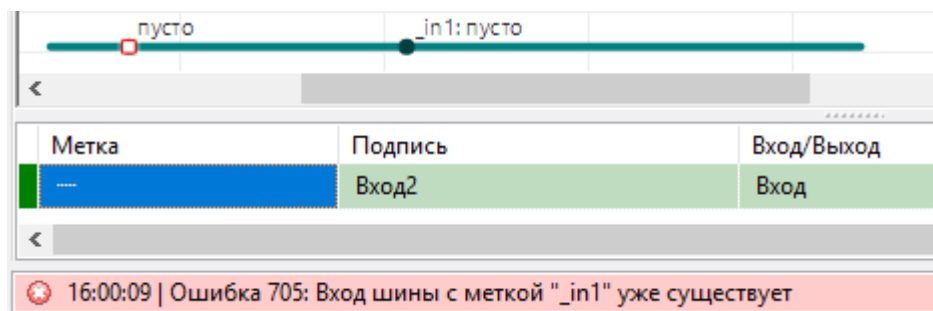 пусто _in1: пусто
Метка Подпись Вход/Выход
---- Вход2 Вход
16:00:09 | Ошибка 705: Вход шины с меткой "_in1" уже существует